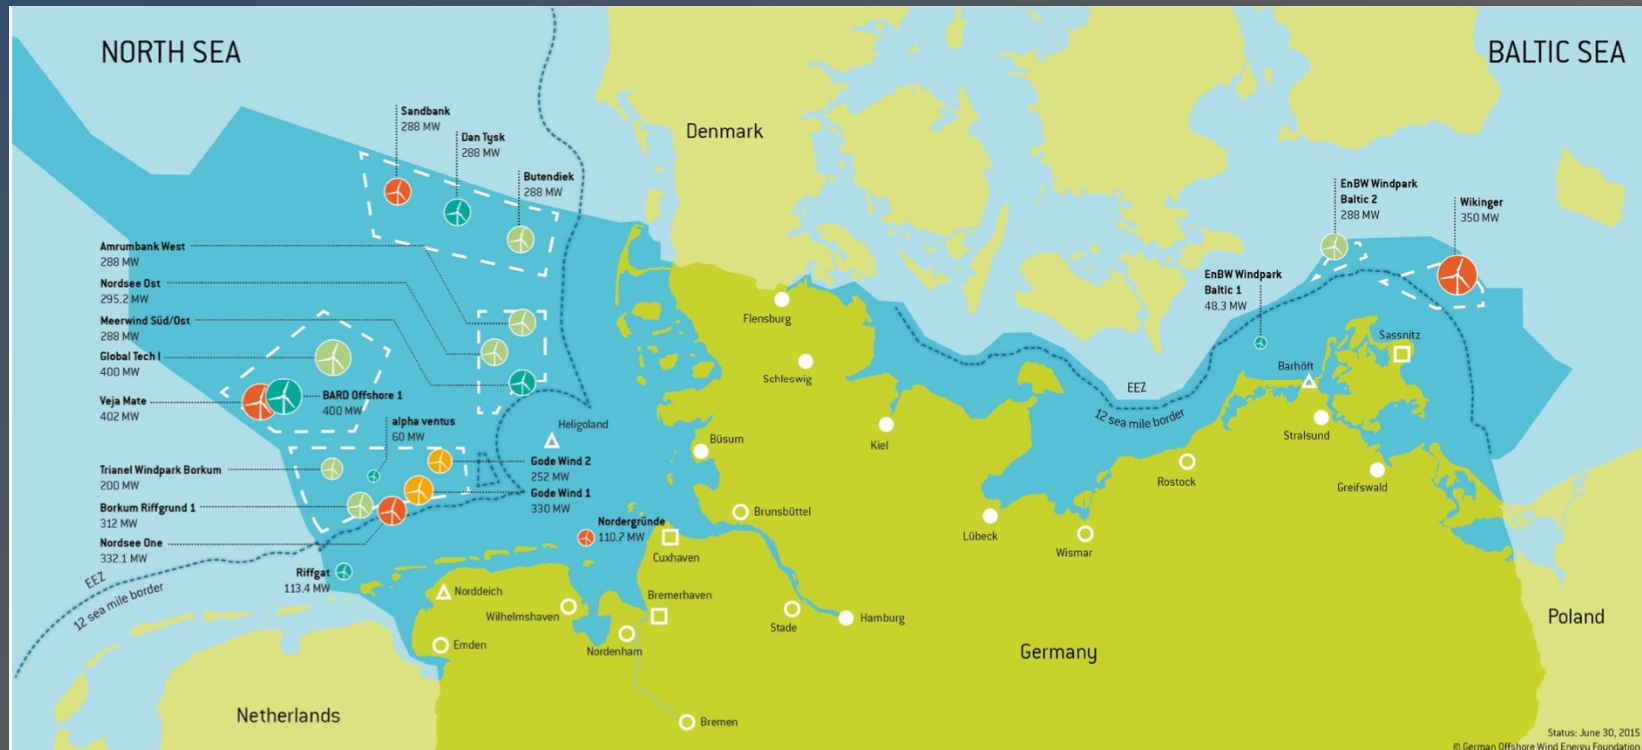 NORTH SEA
BALTIC SEA
Sandbank
288 MW
Dan Tysk
288 MW
Butendiek
288 MW
Denmark
EnBW Windpark
Baltic 2
288 MW
Wikinger
350 MW
Amrumbank West
288 MW
Nordsee Ost
295.2 MW
Meerwind Süd/Ost
288 MW
Global Tech I
400 MW
Veja Mate
402 MW
BARD Offshore 1
400 MW
alpha ventus
60 MW
Trianel Windpark Borkum
200 MW
Borkum Riffgrund 1
312 MW
Nordsee One
332.1 MW
Riffgat
113.4 MW
Gode Wind 2
252 MW
Gode Wind 1
330 MW
Nordergründe
110.7 MW
Heligoland
EnBW Windpark
Baltic 1
48.3 MW
EEZ
12 sea mile border
EEZ
12 sea mile border
Flensburg
Schleswig
Kiel
Büsum
Brunsbüttel
Cuxhaven
Bremerhaven
Norddeich
Wilhelmshaven
Emden
Nordenham
Stade
Hamburg
Bremen
Lübeck
Wismar
Rostock
Barhöft
Sassnitz
Stralsund
Greifswald
Netherlands
Germany
Poland
Status: June 30, 2015
© German Offshore Wind Energy Foundation